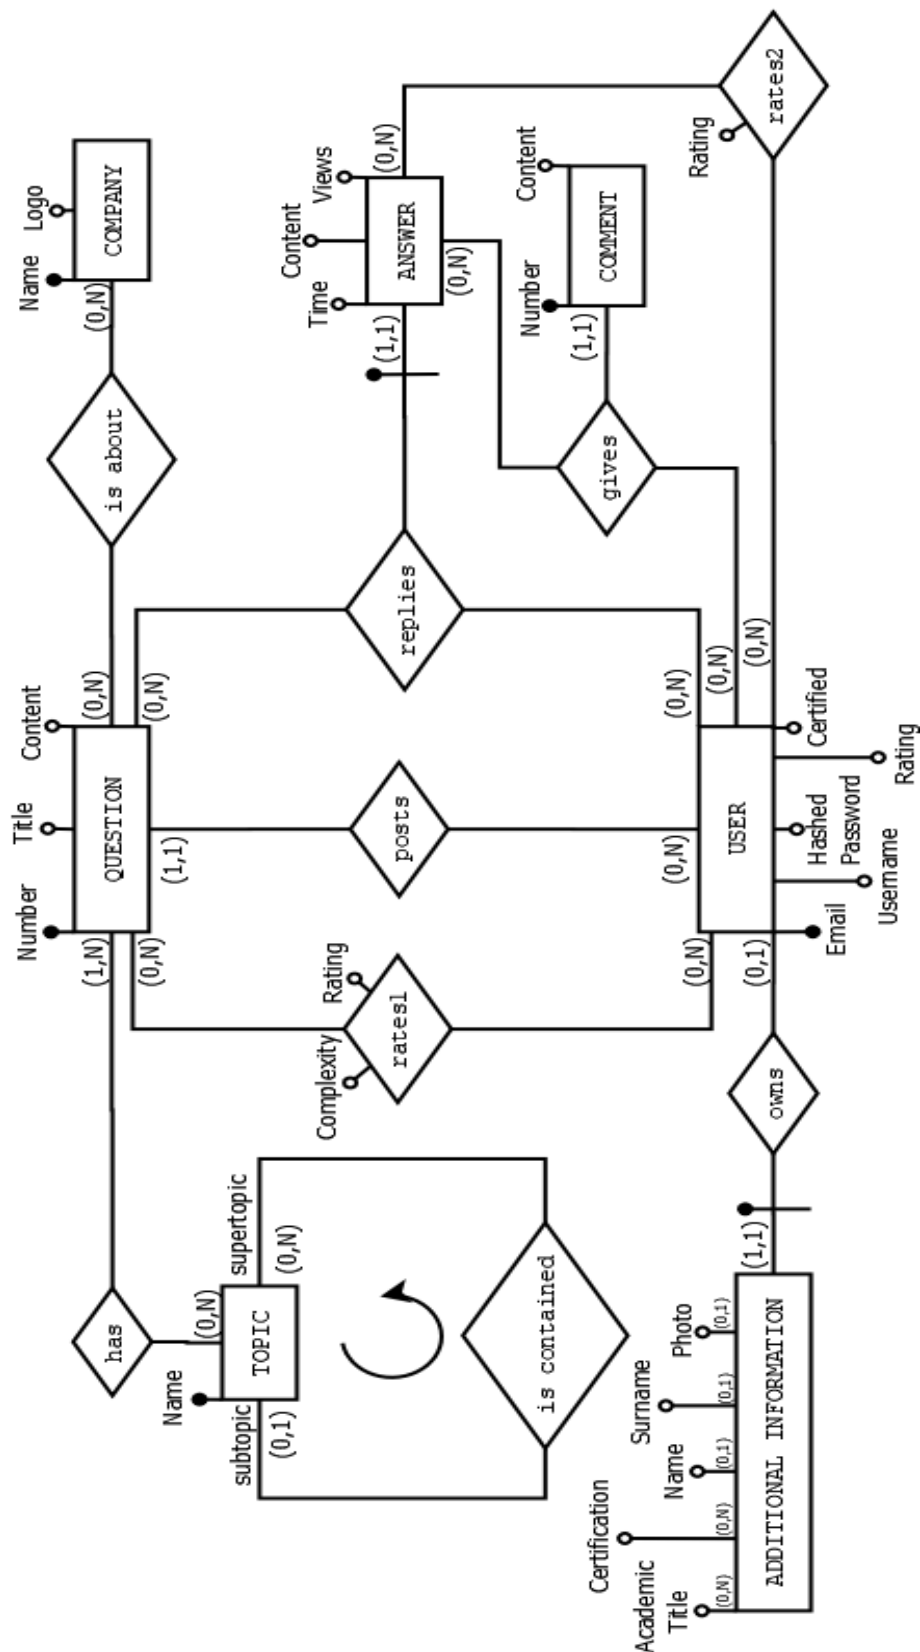 Number
Title
Content
QUESTION
(1,N)
(0,N)
(1,1)
(0,N)
(0,N)
is about
Name
Logo
(0,N)
COMPANY
has
(0,N)
Name
TOPIC
subtopic
(0,1)
supertopic
(0,N)
is contained
Complexity
Rating
rates1
posts
replies
(1,1)
Time
Content
Views
ANSWER
(0,N)
(0,N)
Number
Content
COMMENT
(1,1)
gives
Rating
rates2
(0,N)
(0,N)
(0,N)
(0,N)
(0,N)
(0,1)
USER
Email
Username
Hashed
Password
Rating
Certified
owns
(1,1)
Academic
Title
Certification
Name
Surname
Photo
(0,N)
(0,N)
(0,1)
(0,1)
(0,1)
ADDITIONAL INFORMATION